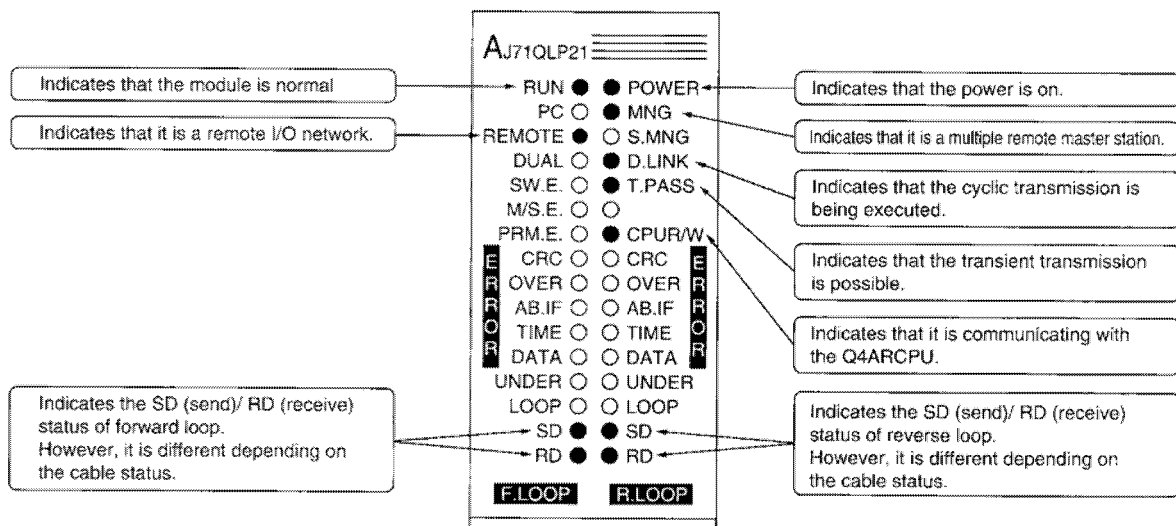 AJ71QLP21
Indicates that the module is normal
RUN POWER
Indicates that the power is on.
PC MNG
Indicates that it is a remote I/O network.
REMOTE S.MNG
Indicates that it is a multiple remote master station.
DUAL D.LINK
SW.E. T.PASS
Indicates that the cyclic transmission is
being executed.
M/S.E.
PRM.E. CPUR/W
CRC CRC
Indicates that the transient transmission
is possible.
OVER OVER
AB.IF AB.IF
TIME TIME
Indicates that it is communicating with
the Q4ARCPU.
DATA DATA
ERROR ERROR
UNDER UNDER
LOOP LOOP
SD SD
RD RD
Indicates the SD (send)/ RD (receive)
status of forward loop.
However, it is different depending on
the cable status.
Indicates the SD (send)/ RD (receive)
status of reverse loop.
However, it is different depending on
the cable status.
F.LOOP R.LOOP